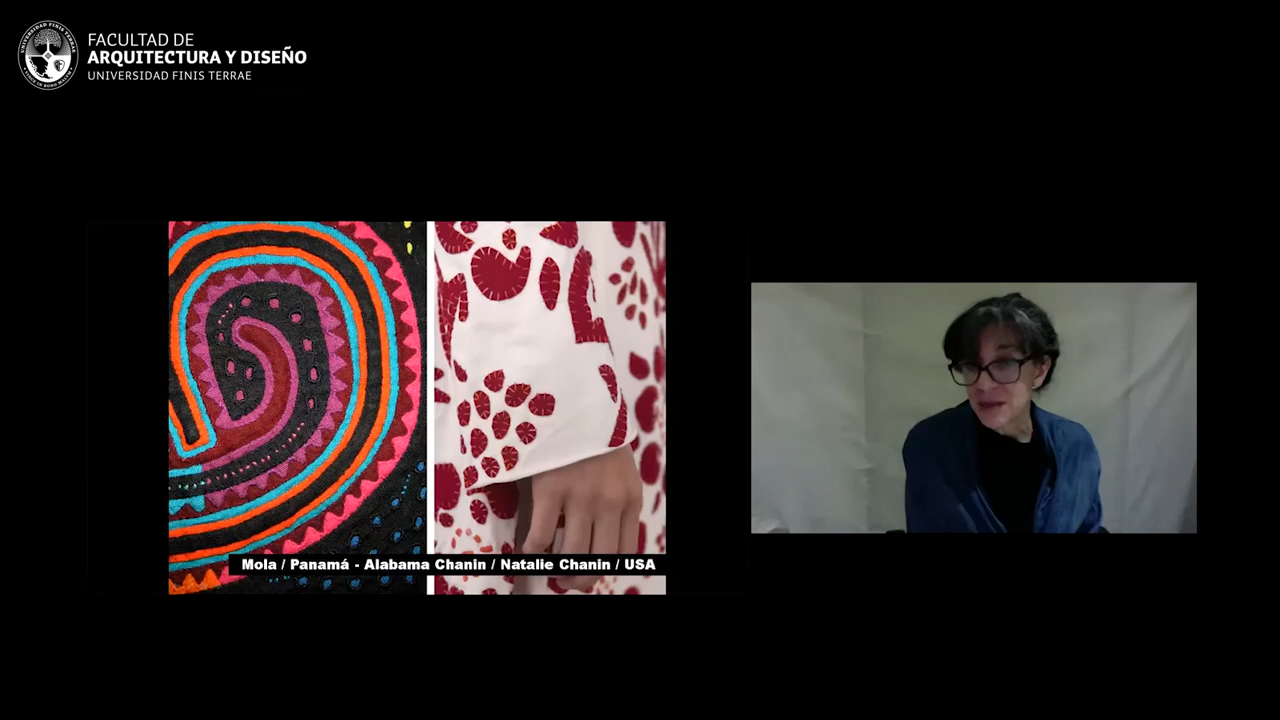 FACULTAD DE
ARQUITECTURA Y DISEÑO
UNIVERSIDAD FINIS TERRAE
Mola / Panamá - Alabama Chanin / Natalie Chanin / USA